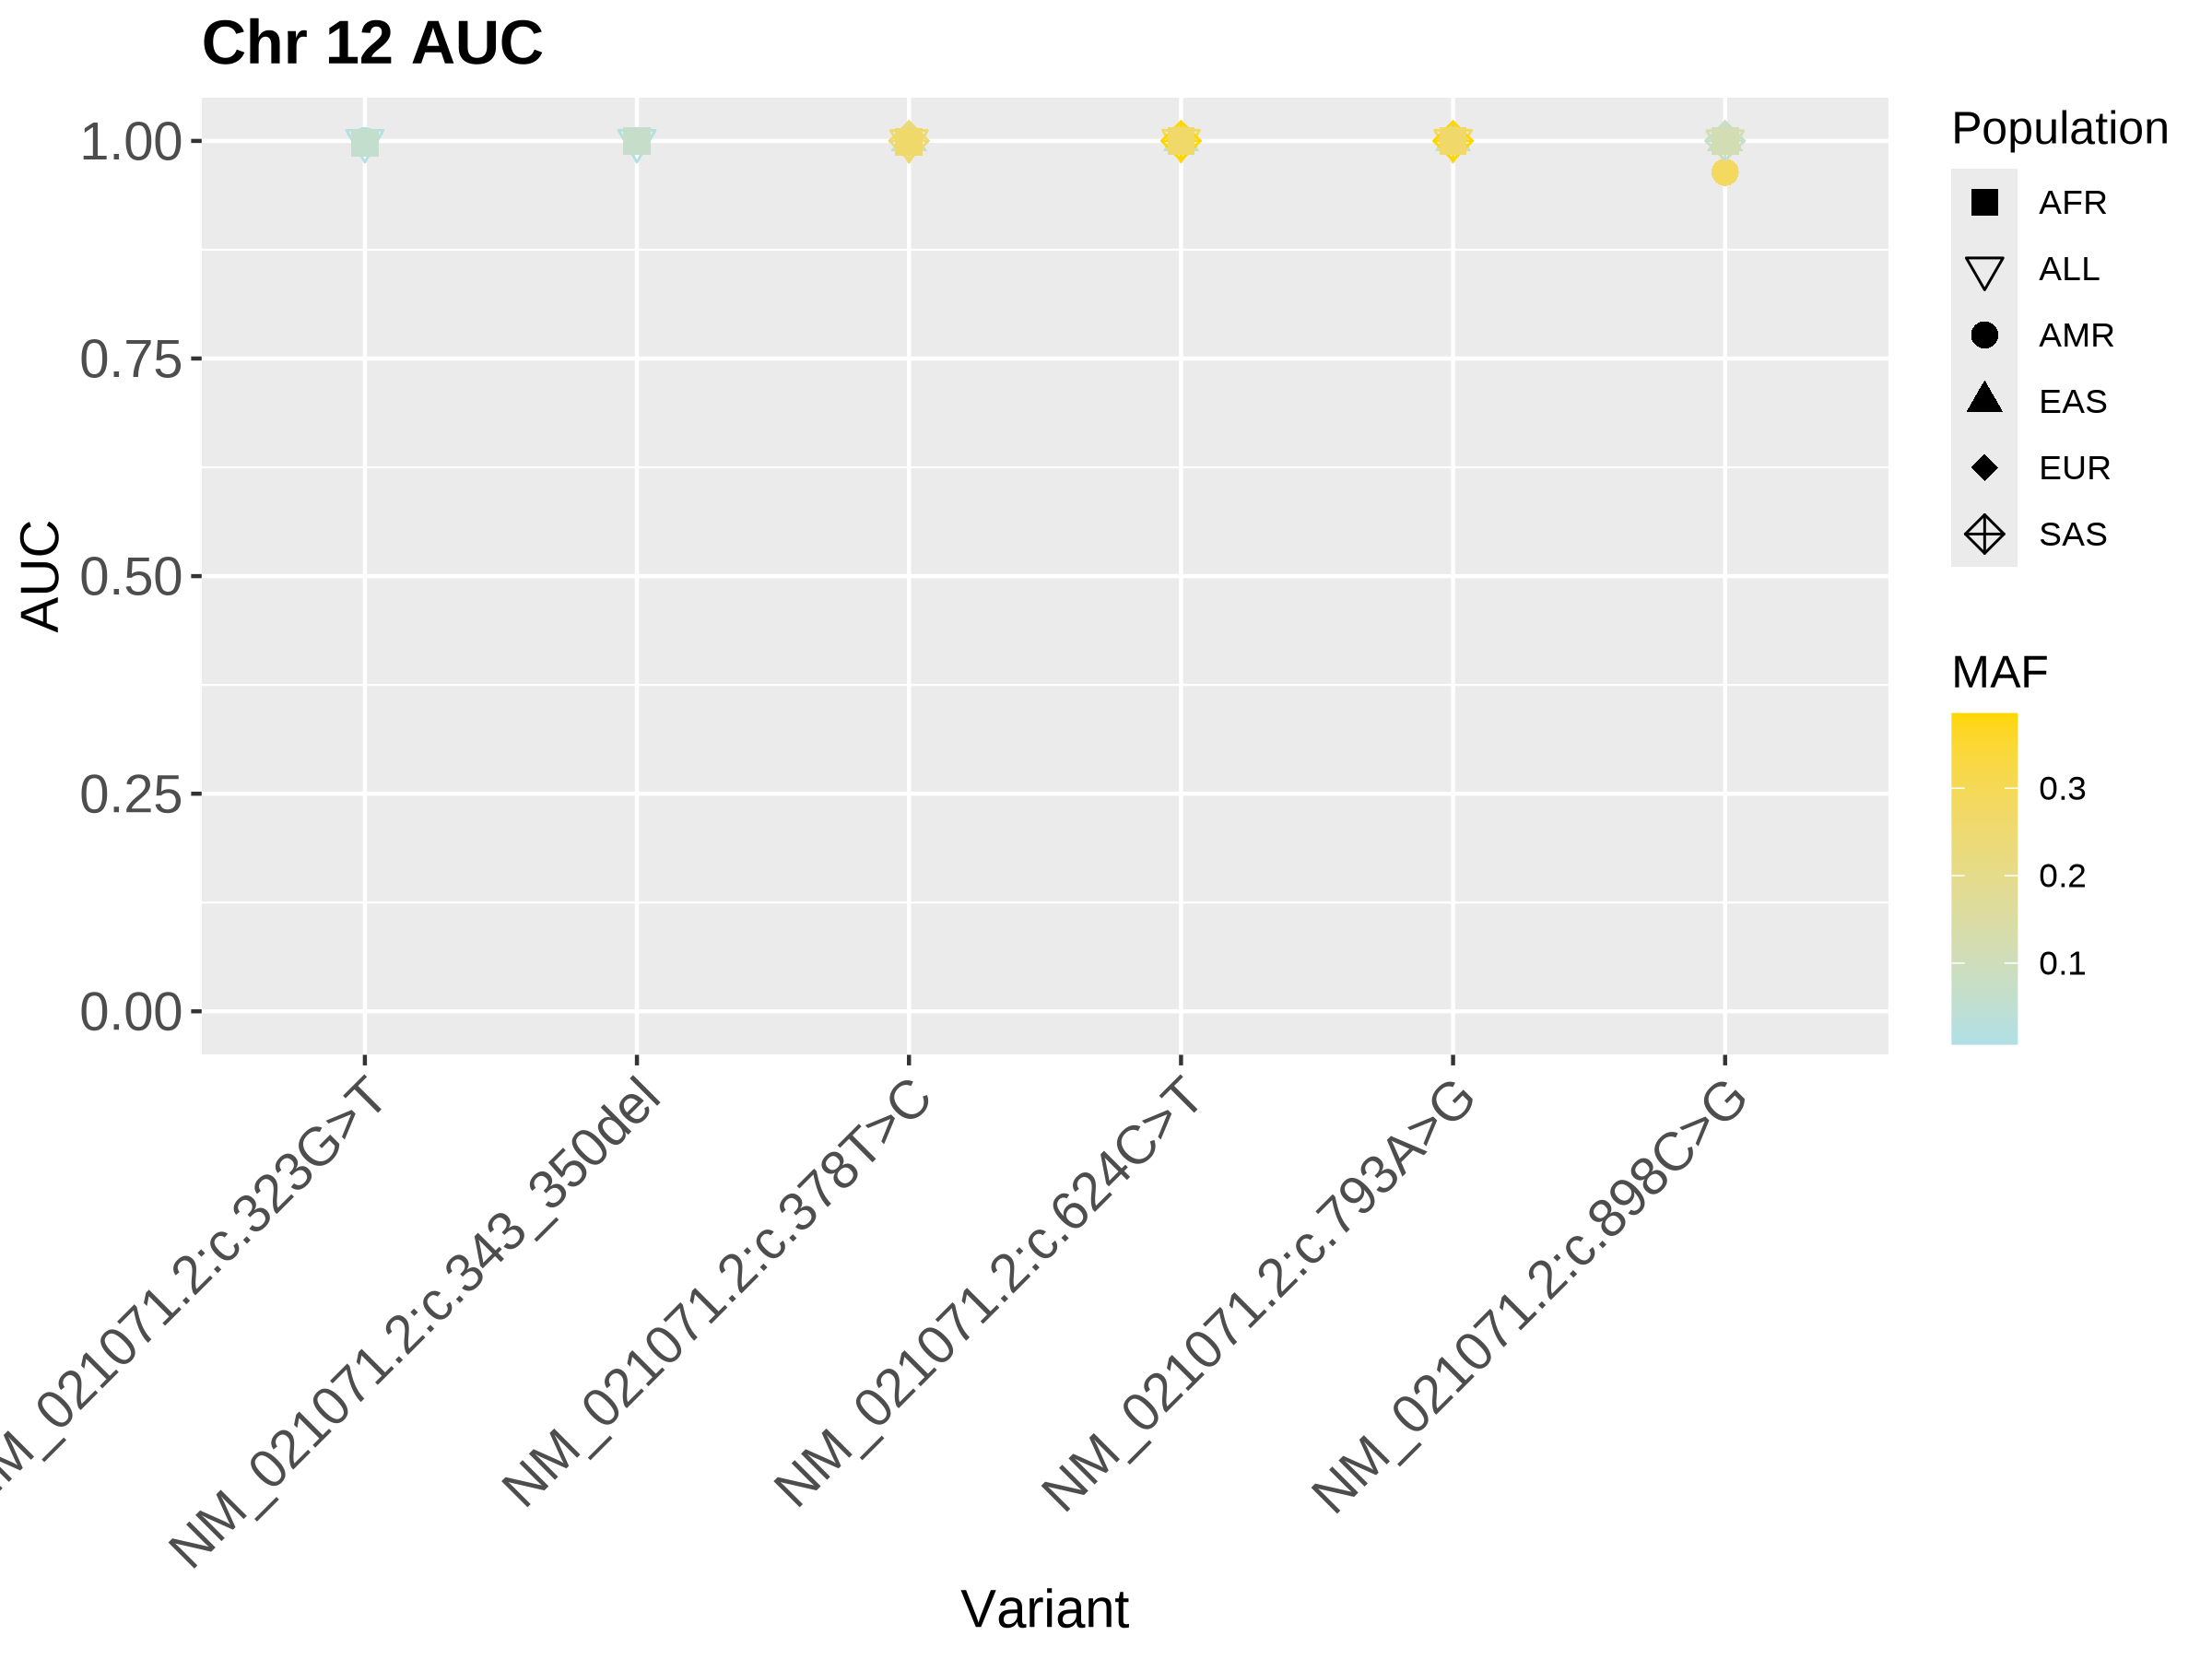 Chr 12 AUC
AUC
1.00
0.75
0.50
0.25
0.00
M_021071.2:c.323G>T
NM_021071.2:c.343_350del
NM_021071.2:c.378T>C
NM_021071.2:c.624C>T
NM_021071.2:c.793A>G
NM_021071.2:c.898C>G
Variant
Population
AFR
ALL
AMR
EAS
EUR
SAS
MAF
0.3
0.2
0.1